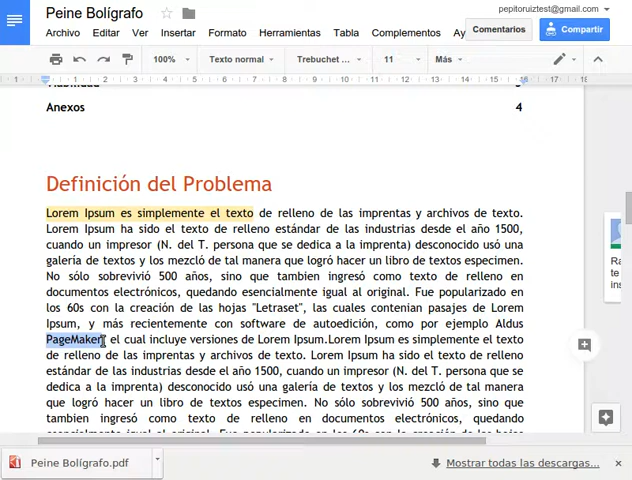 Peine Bolígrafo
pepitoruiztest@gmail.com
Archivo Editar Ver Insertar Formato Herramientas Tabla Complementos Ay
Comentarios
Compartir
100% Texto normal Trebuchet ... 11 Más
Anexos 4
Definición del Problema
Lorem Ipsum es simplemente el texto de relleno de las imprentas y archivos de texto.
Lorem Ipsum ha sido el texto de relleno estándar de las industrias desde el año 1500,
cuando un impresor (N. del T. persona que se dedica a la imprenta) desconocido usó una
galería de textos y los mezcló de tal manera que logró hacer un libro de textos especimen.
No sólo sobrevivió 500 años, sino que tambien ingresó como texto de relleno en
documentos electrónicos, quedando esencialmente igual al original. Fue popularizado en
los 60s con la creación de las hojas "Letraset", las cuales contenian pasajes de Lorem
Ipsum, y más recientemente con software de autoedición, como por ejemplo Aldus
PageMaker, el cual incluye versiones de Lorem Ipsum.Lorem Ipsum es simplemente el texto
de relleno de las imprentas y archivos de texto. Lorem Ipsum ha sido el texto de relleno
estándar de las industrias desde el año 1500, cuando un impresor (N. del T. persona que se
dedica a la imprenta) desconocido usó una galería de textos y los mezcló de tal manera
que logró hacer un libro de textos especimen. No sólo sobrevivió 500 años, sino que
tambien ingresó como texto de relleno en documentos electrónicos, quedando
Ra
te
in
Peine Bolígrafo.pdf
Mostrar todas las descargas...